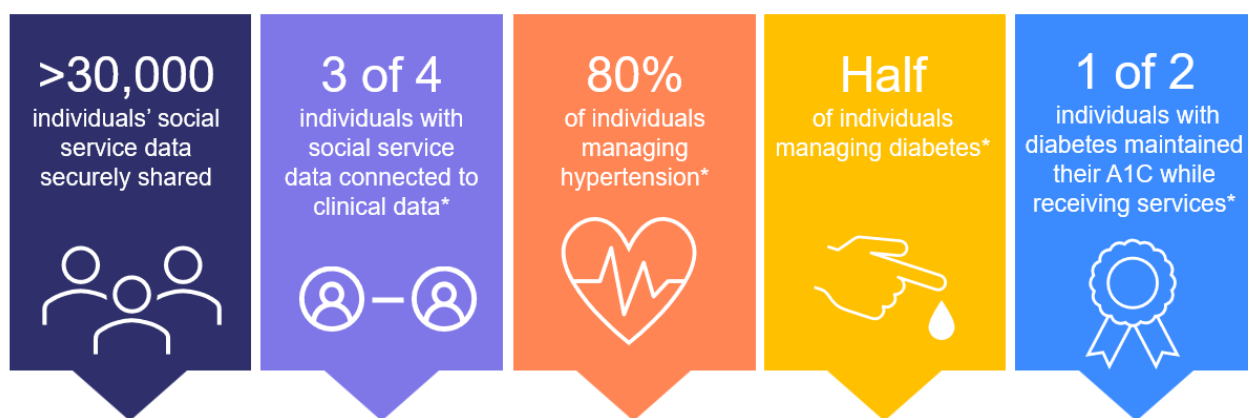 >30,000
individuals’ social
service data
securely shared
3 of 4
individuals with
social service
data connected to
clinical data*
80%
of individuals
managing
hypertension*
Half
of individuals
managing diabetes*
1 of 2
individuals with
diabetes maintained
their A1C while
receiving services*